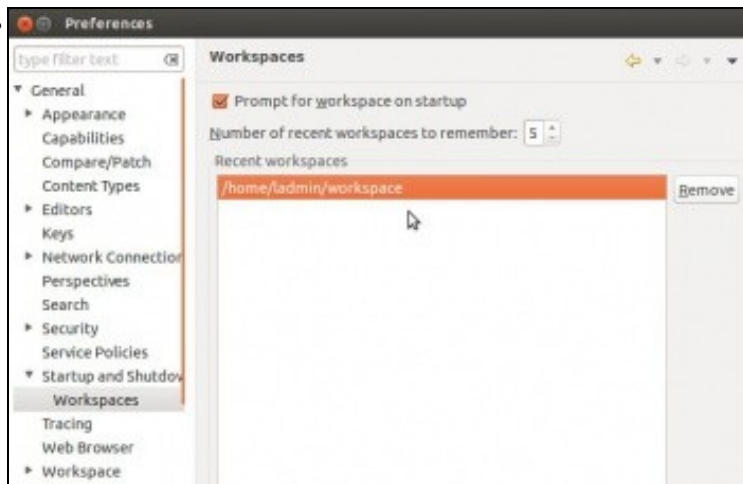 Preferences
type filter text
General
Appearance
Capabilities
Compare/Patch
Content Types
Editors
Keys
Network Connection
Perspectives
Search
Security
Service Policies
Startup and Shutdow
Workspaces
Tracing
Web Browser
Workspace
Workspaces
Prompt for workspace on startup
Number of recent workspaces to remember: 5
Recent workspaces
/home/ladmin/workspace
Remove